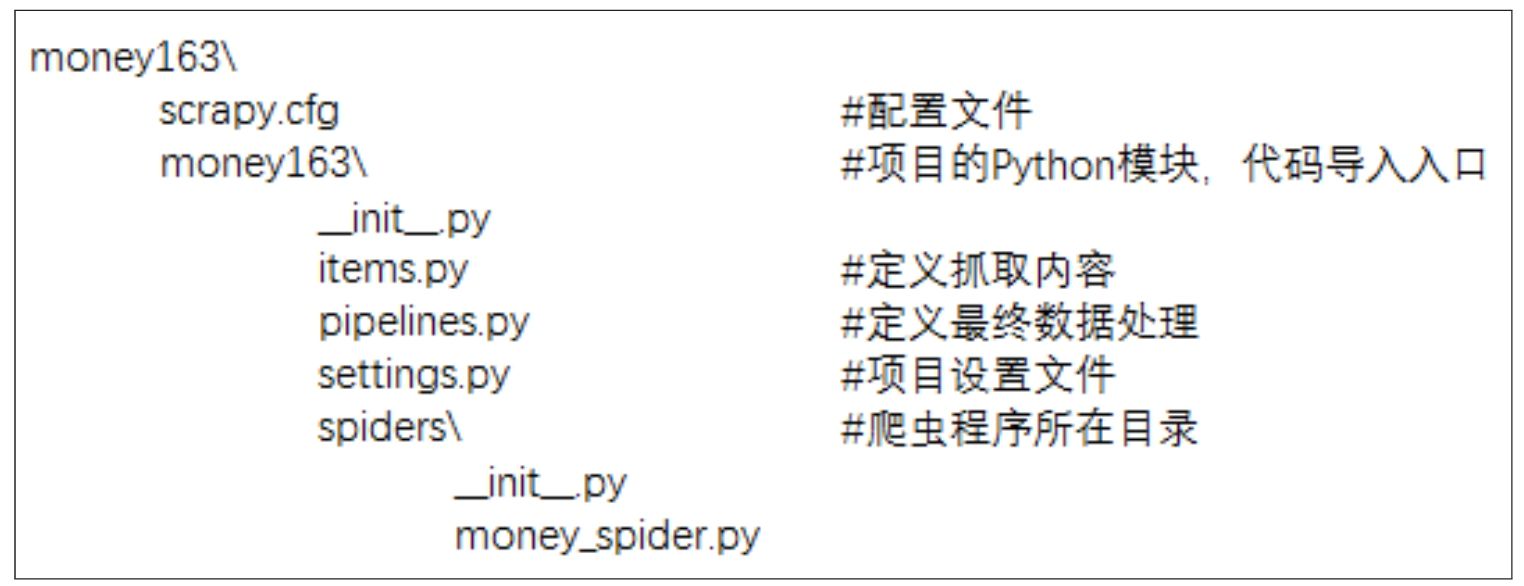 money163\
scrapy.cfg #配置文件
money163\ #项目的Python模块，代码导入入口
__init__.py
items.py #定义抓取内容
pipelines.py #定义最终数据处理
settings.py #项目设置文件
spiders\ #爬虫程序所在目录
__init__.py
money_spider.py